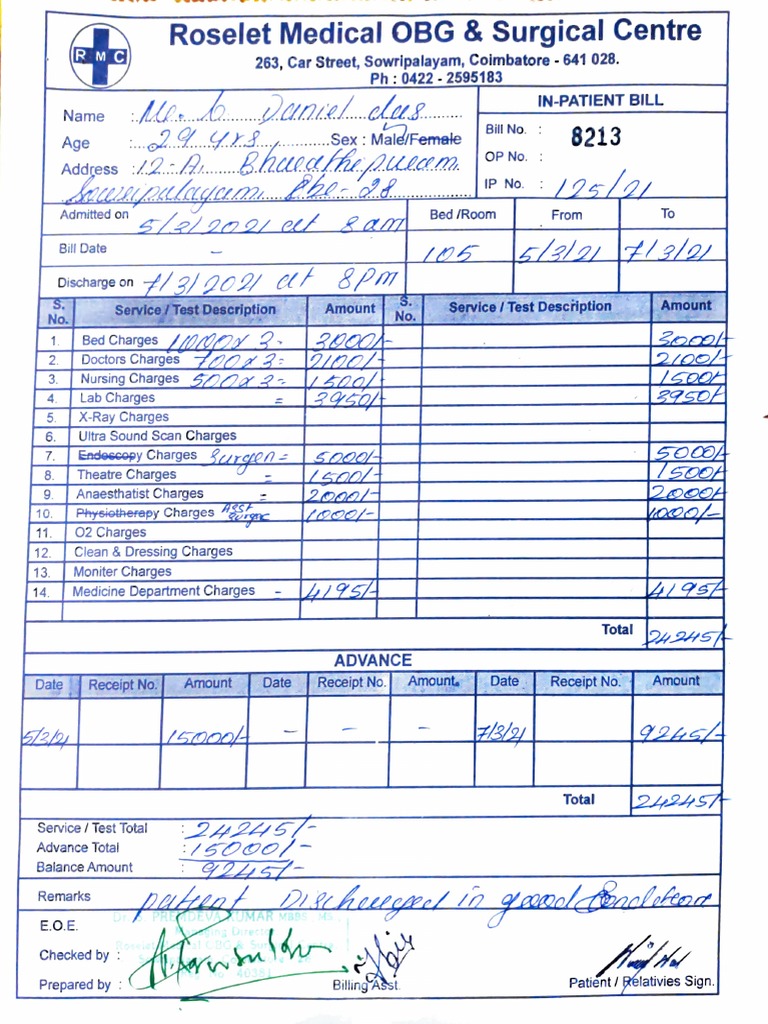 Roselet Medical OBG & Surgical Centre
RMC
263, Car Street, Sowripalayam, Coimbatore - 641 028.
Ph : 0422 - 2595183
IN-PATIENT BILL
Name : Mr. G Daniel das
Age : 29 yrs, Sex : Male/Female
Address : 12-A, Bharathepuram
Sowripalayam Cbe-28
Bill No. : 8213
OP No. :
IP No. : 125/21
Admitted on 5/3/2021 at 8am
Bed /Room From To
Bill Date -
105 5/3/21 7/3/21
Discharge on 7/3/2021 at 8pm
S. No. Service / Test Description Amount S. No. Service / Test Description Amount
1. Bed Charges 1000x3= 3000/- 3000/-
2. Doctors Charges 700x3= 2100/- 2100/-
3. Nursing Charges 500x3= 1500/- 1500/-
4. Lab Charges = 3950/- 3950/-
5. X-Ray Charges
6. Ultra Sound Scan Charges
7. Endoscopy Charges Surgen = 5000/- 5000/-
8. Theatre Charges = 1500/- 1500/-
9. Anaesthatist Charges = 2000/- 2000/-
10. Physiotherapy Charges Asst Surgec 1000/- 1000/-
11. O2 Charges
12. Clean & Dressing Charges
13. Moniter Charges
14. Medicine Department Charges - 4195/- 4195/-
Total 24245/-
ADVANCE
Date Receipt No. Amount Date Receipt No. Amount. Date Receipt No. Amount
5/3/21 15000/- - - - 7/3/21 9245/-
Total 24245/-
Service / Test Total : 24245/-
Advance Total : 15000/-
Balance Amount : 9245/-
Remarks patient Discharged in good Condition
E.O.E.
MBBS., MS.,
Managing Director
Checked by :
40381
Prepared by :
Billing Asst.
Patient / Relativies Sign.